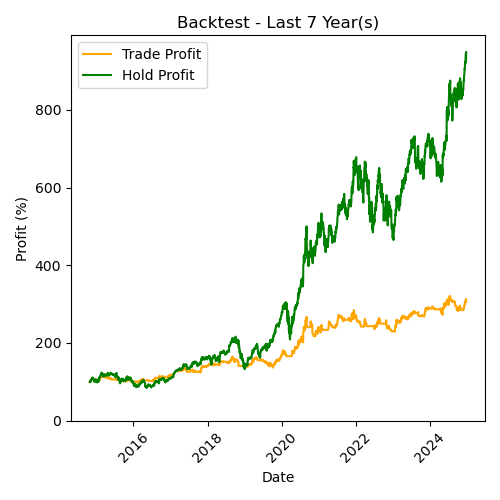 Backtest - Last 7 Year(s)
Trade Profit
Hold Profit
Profit (%)
800
600
400
200
0
2016
2018
2020
2022
2024
Date